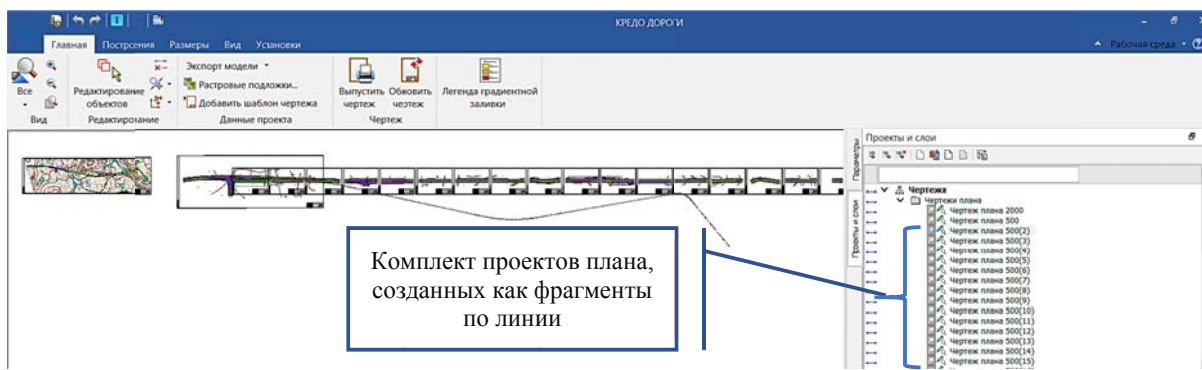 КРЕДО ДОРОГИ
Главная Построения Размеры Вид Установки
Рабочая среда
Все
Редактирование объектов
Экспорт модели
Растровые подложки...
Добавить шаблон чертежа
Выпустить чертеж
Обновить чертеж
Легенда градиентной заливки
Вид Редактирование Данные проекта Чертеж
Параметры
Проекты и слои
Проекты и слои
Чертежи
Чертежи плана
Чертеж плана 2000
Чертеж плана 500
Чертеж плана 500(2)
Чертеж плана 500(3)
Чертеж плана 500(4)
Чертеж плана 500(5)
Чертеж плана 500(6)
Чертеж плана 500(7)
Чертеж плана 500(8)
Чертеж плана 500(9)
Чертеж плана 500(10)
Чертеж плана 500(11)
Чертеж плана 500(12)
Чертеж плана 500(13)
Чертеж плана 500(14)
Чертеж плана 500(15)
Комплект проектов плана,
созданных как фрагменты
по линии